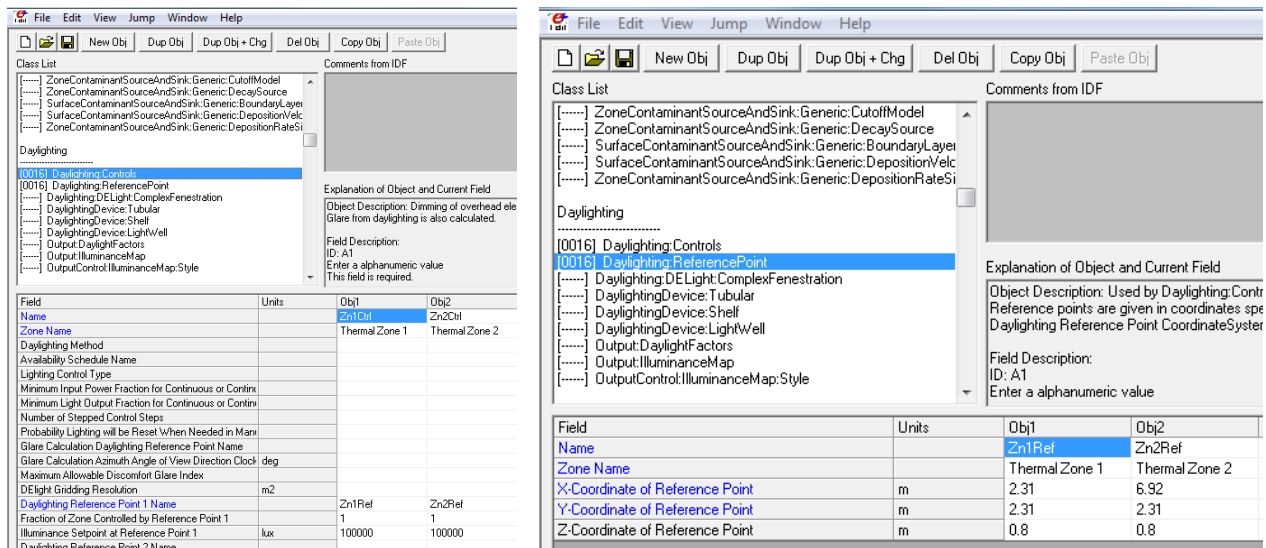 File Edit View Jump Window Help
New Obj Dup Obj Dup Obj + Chg Del Obj Copy Obj Paste Obj
Class List Comments from IDF
[------] ZoneContaminantSourceAndSink:Generic:CutoffModel
[------] ZoneContaminantSourceAndSink:Generic:DecaySource
[------] SurfaceContaminantSourceAndSink:Generic:BoundaryLayer
[------] SurfaceContaminantSourceAndSink:Generic:DepositionVelc
[------] ZoneContaminantSourceAndSink:Generic:DepositionRateSi
Daylighting
--------------------------
[0016] Daylighting:Controls
[0016] Daylighting:ReferencePoint
[------] Daylighting:DELight:ComplexFenestration
[------] DaylightingDevice:Tubular
[------] DaylightingDevice:Shelf
[------] DaylightingDevice:LightWell
[------] Output:DaylightFactors
[------] Output:IlluminanceMap
[------] OutputControl:IlluminanceMap:Style
Explanation of Object and Current Field
Object Description: Dimming of overhead ele
Glare from daylighting is also calculated.
Field Description:
ID: A1
Enter a alphanumeric value
This field is required.
Field Units Obj1 Obj2
Name Zn1Ctrl Zn2Ctrl
Zone Name Thermal Zone 1 Thermal Zone 2
Daylighting Method
Availability Schedule Name
Lighting Control Type
Minimum Input Power Fraction for Continuous or Continu
Minimum Light Output Fraction for Continuous or Contin
Number of Stepped Control Steps
Probability Lighting will be Reset When Needed in Manu
Glare Calculation Daylighting Reference Point Name
Glare Calculation Azimuth Angle of View Direction Clock deg
Maximum Allowable Discomfort Glare Index
DElight Gridding Resolution m2
Daylighting Reference Point 1 Name Zn1Ref Zn2Ref
Fraction of Zone Controlled by Reference Point 1 1 1
Illuminance Setpoint at Reference Point 1 lux 100000 100000
Daylighting Reference Point 2 Name
File Edit View Jump Window Help
New Obj Dup Obj Dup Obj + Chg Del Obj Copy Obj Paste Obj
Class List Comments from IDF
[------] ZoneContaminantSourceAndSink:Generic:CutoffModel
[------] ZoneContaminantSourceAndSink:Generic:DecaySource
[------] SurfaceContaminantSourceAndSink:Generic:BoundaryLayer
[------] SurfaceContaminantSourceAndSink:Generic:DepositionVelc
[------] ZoneContaminantSourceAndSink:Generic:DepositionRateSi
Daylighting
--------------------------
[0016] Daylighting:Controls
[0016] Daylighting:ReferencePoint
[------] Daylighting:DELight:ComplexFenestration
[------] DaylightingDevice:Tubular
[------] DaylightingDevice:Shelf
[------] DaylightingDevice:LightWell
[------] Output:DaylightFactors
[------] Output:IlluminanceMap
[------] OutputControl:IlluminanceMap:Style
Explanation of Object and Current Field
Object Description: Used by Daylighting:Contr
Reference points are given in coordinates spe
Daylighting Reference Point CoordinateSyster
Field Description:
ID: A1
Enter a alphanumeric value
Field Units Obj1 Obj2
Name Zn1Ref Zn2Ref
Zone Name Thermal Zone 1 Thermal Zone 2
X-Coordinate of Reference Point m 2.31 6.92
Y-Coordinate of Reference Point m 2.31 2.31
Z-Coordinate of Reference Point m 0.8 0.8